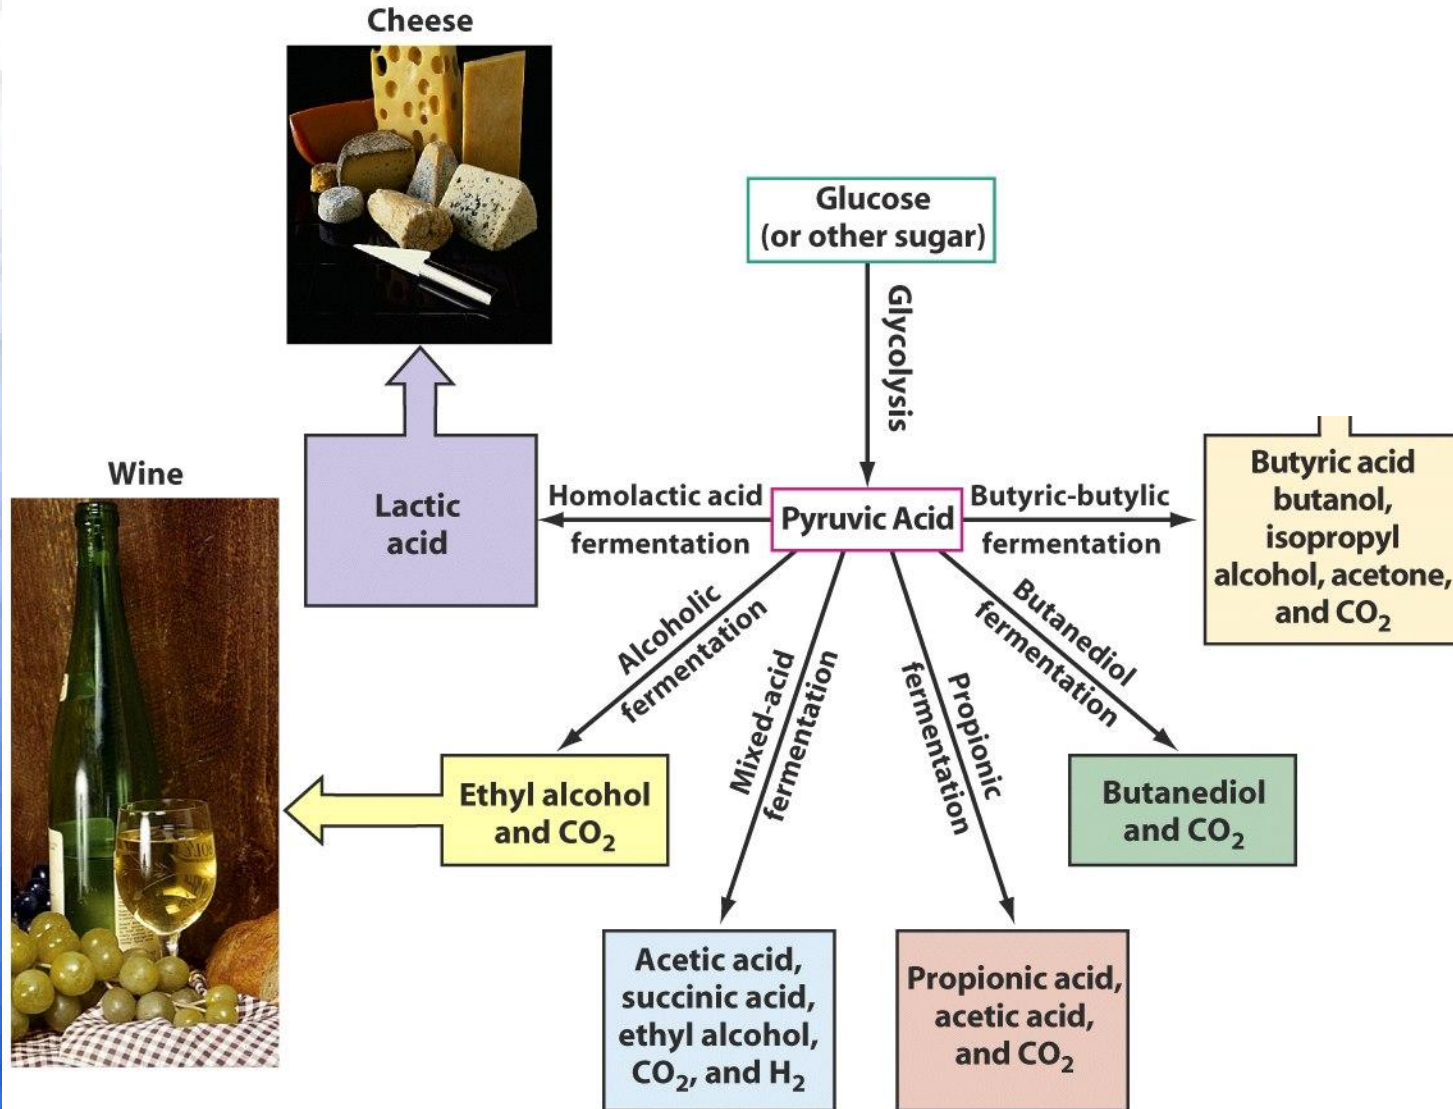 Cheese
Glucose
(or other sugar)
Glycolysis
Wine
Lactic
acid
Homolactic acid
fermentation
Pyruvic Acid
Butyric-butylic
fermentation
Butyric acid
butanol,
isopropyl
alcohol, acetone,
and CO₂
Alcoholic
fermentation
Mixed-acid
fermentation
Propionic
fermentation
Butanediol
fermentation
Ethyl alcohol
and CO₂
Butanediol
and CO₂
Acetic acid,
succinic acid,
ethyl alcohol,
CO₂, and H₂
Propionic acid,
acetic acid,
and CO₂